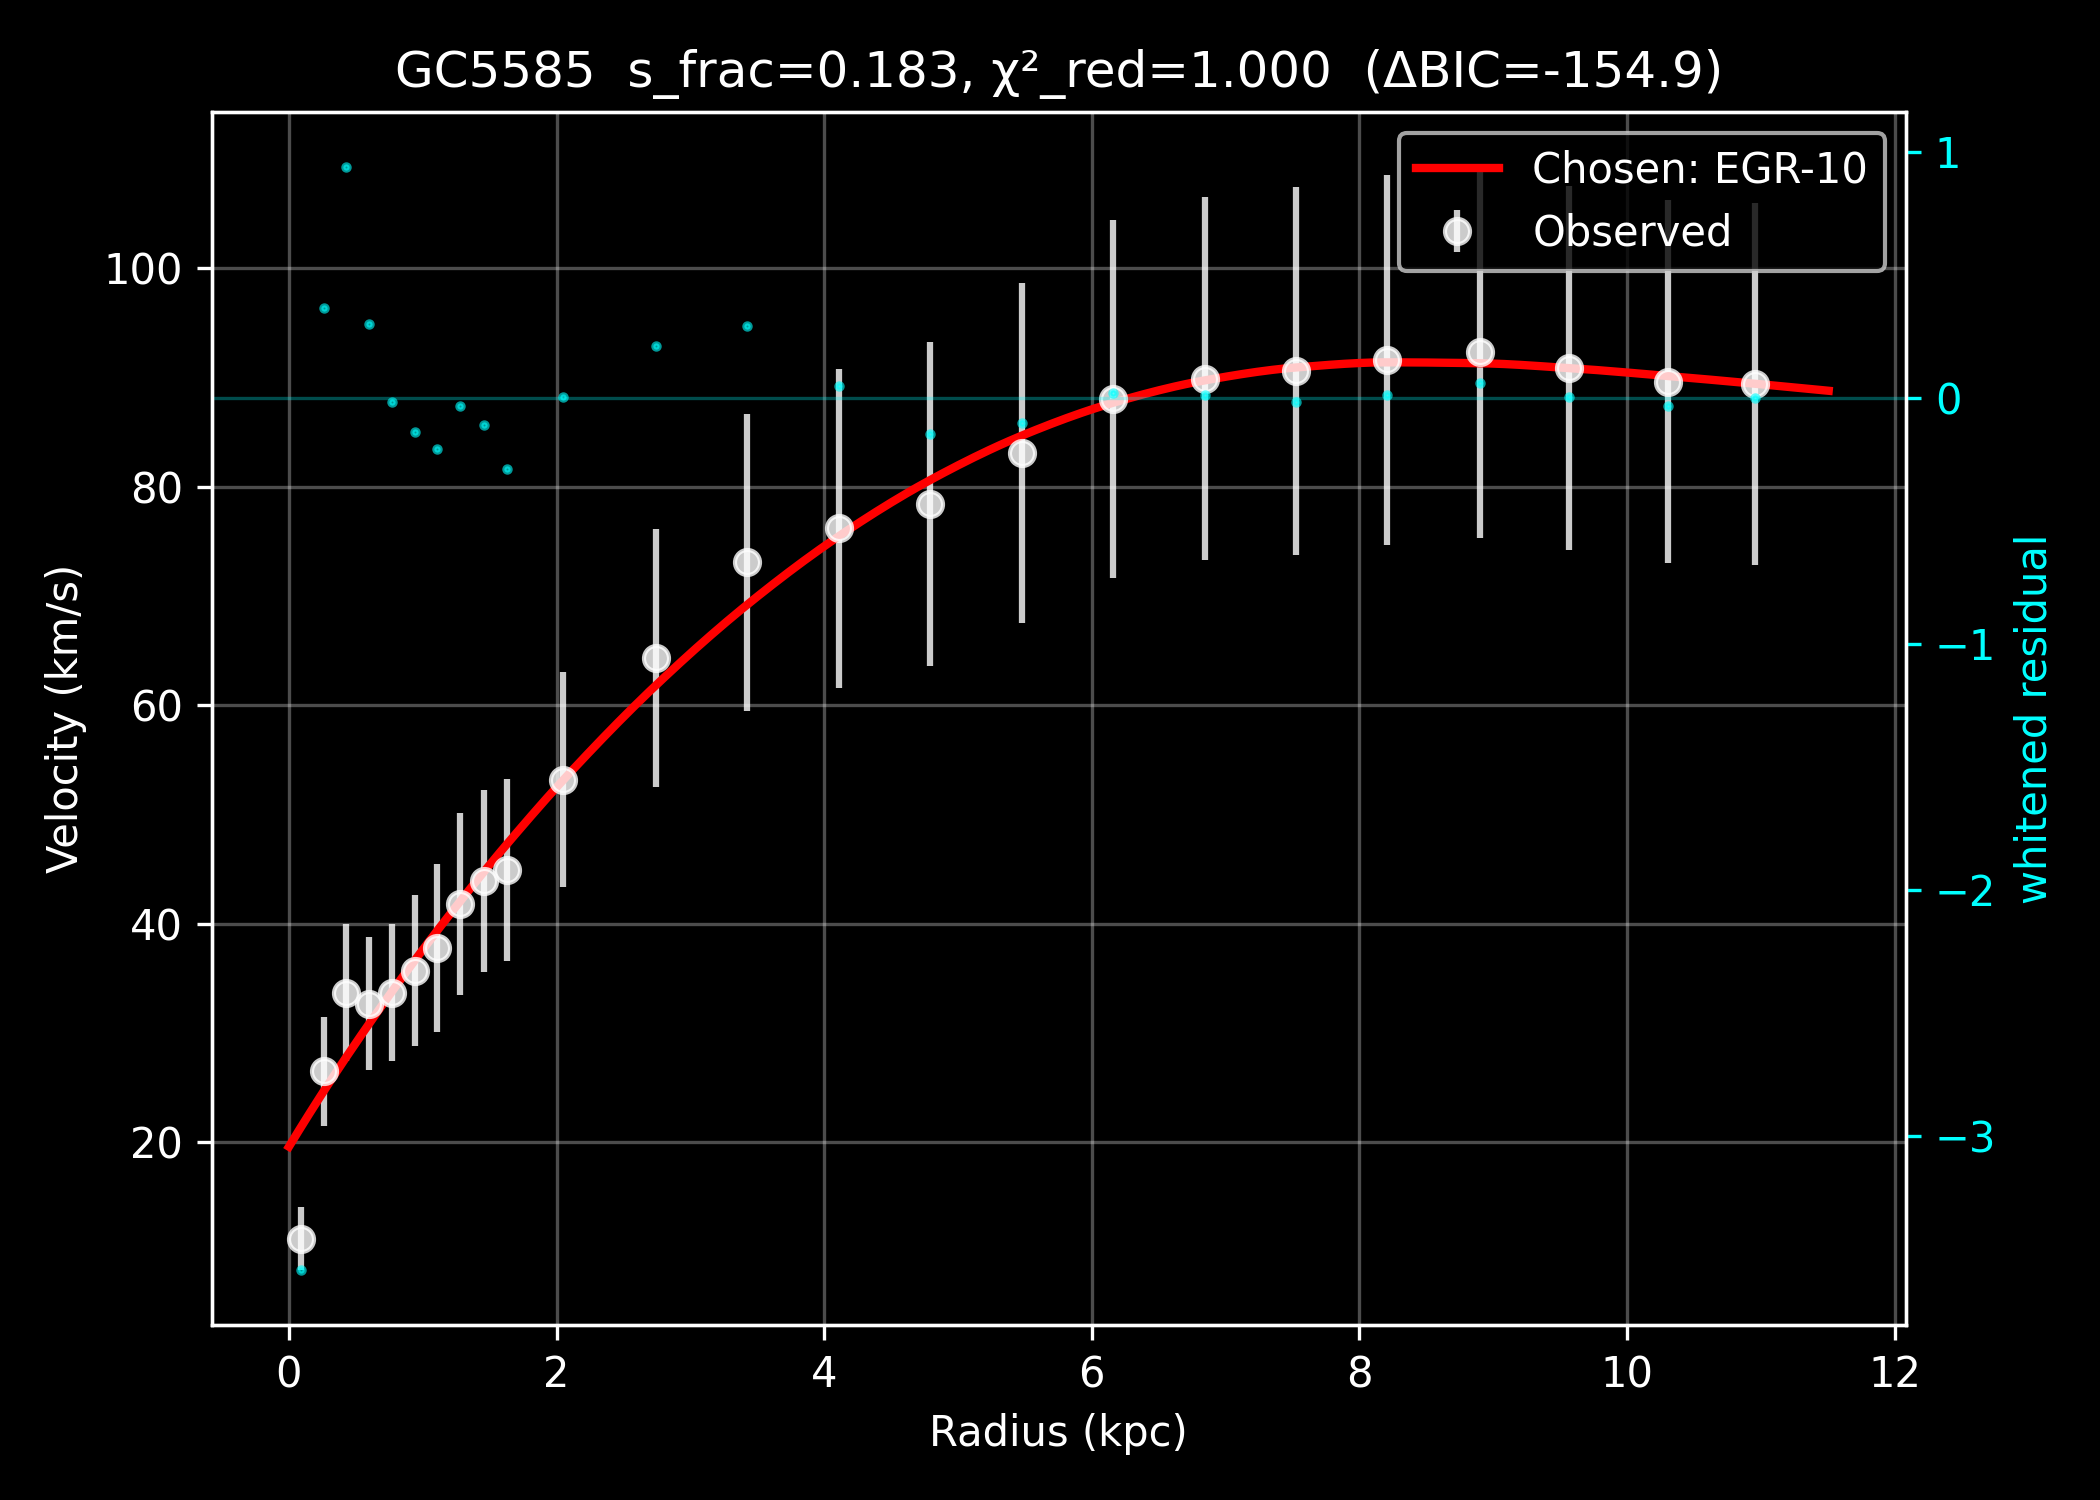 GC5585  s_frac=0.183, χ²_red=1.000  (ΔBIC=-154.9)
Chosen: EGR-10
Observed
Velocity (km/s)
100
80
60
40
20
1
0
−1
−2
−3
whitened residual
0 2 4 6 8 10 12
Radius (kpc)